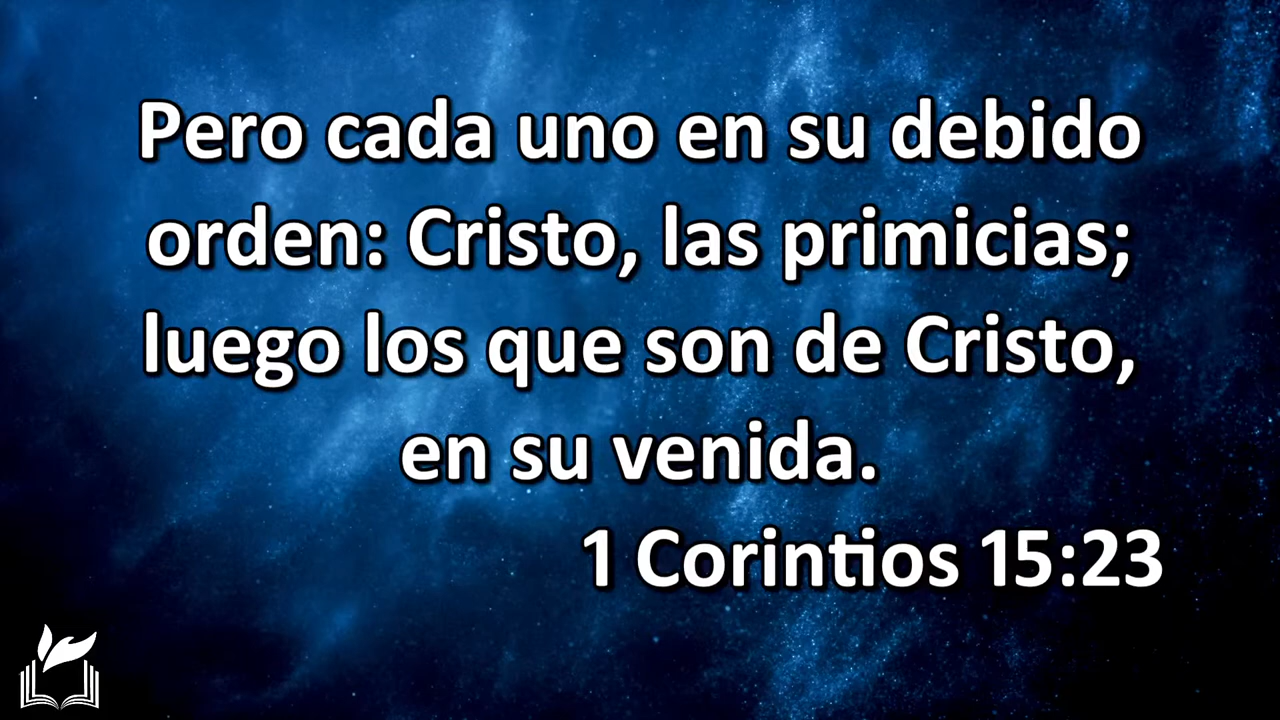 Pero cada uno en su debido
orden: Cristo, las primicias;
luego los que son de Cristo,
en su venida.
1 Corintios 15:23